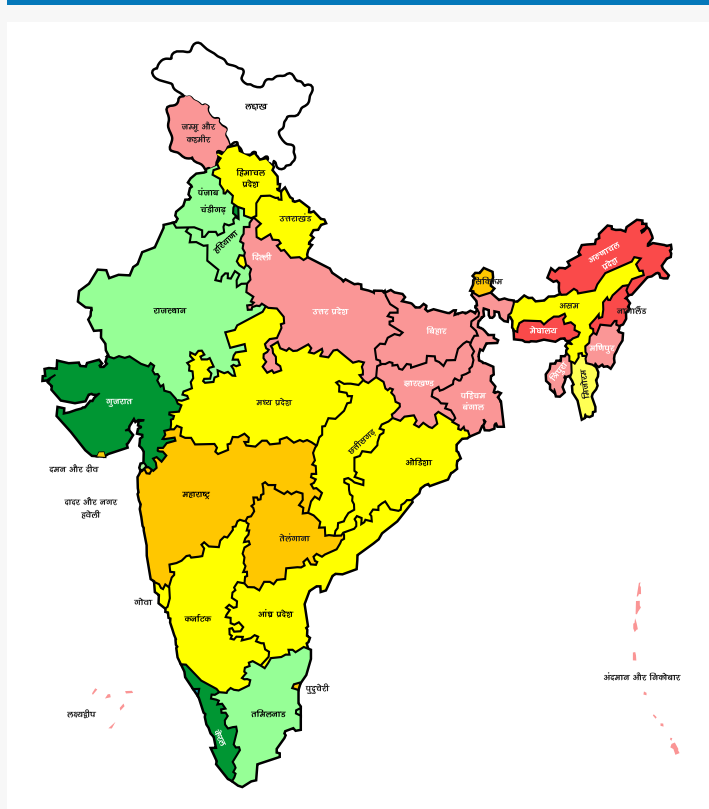 लद्दाख
जम्मू और
कश्मीर
हिमाचल
प्रदेश
पंजाब
चंडीगढ़
उत्तराखंड
हरियाणा
दिल्ली
अरुणाचल
प्रदेश
सिक्किम
असम
नागालैंड
राजस्थान
उत्तर प्रदेश
बिहार
मेघालय
मणिपुर
त्रिपुरा
मिजोरम
झारखण्ड
पश्चिम
बंगाल
गुजरात
मध्य प्रदेश
छत्तीसगढ़
ओडिशा
दमन और दीव
दादर और नगर
हवेली
महाराष्ट्र
तेलंगाना
गोवा
कर्नाटक
आंध्र प्रदेश
अंदमान और निकोबार
पुदुचेरी
लक्ष्यद्वीप
तमिलनाड
केरल